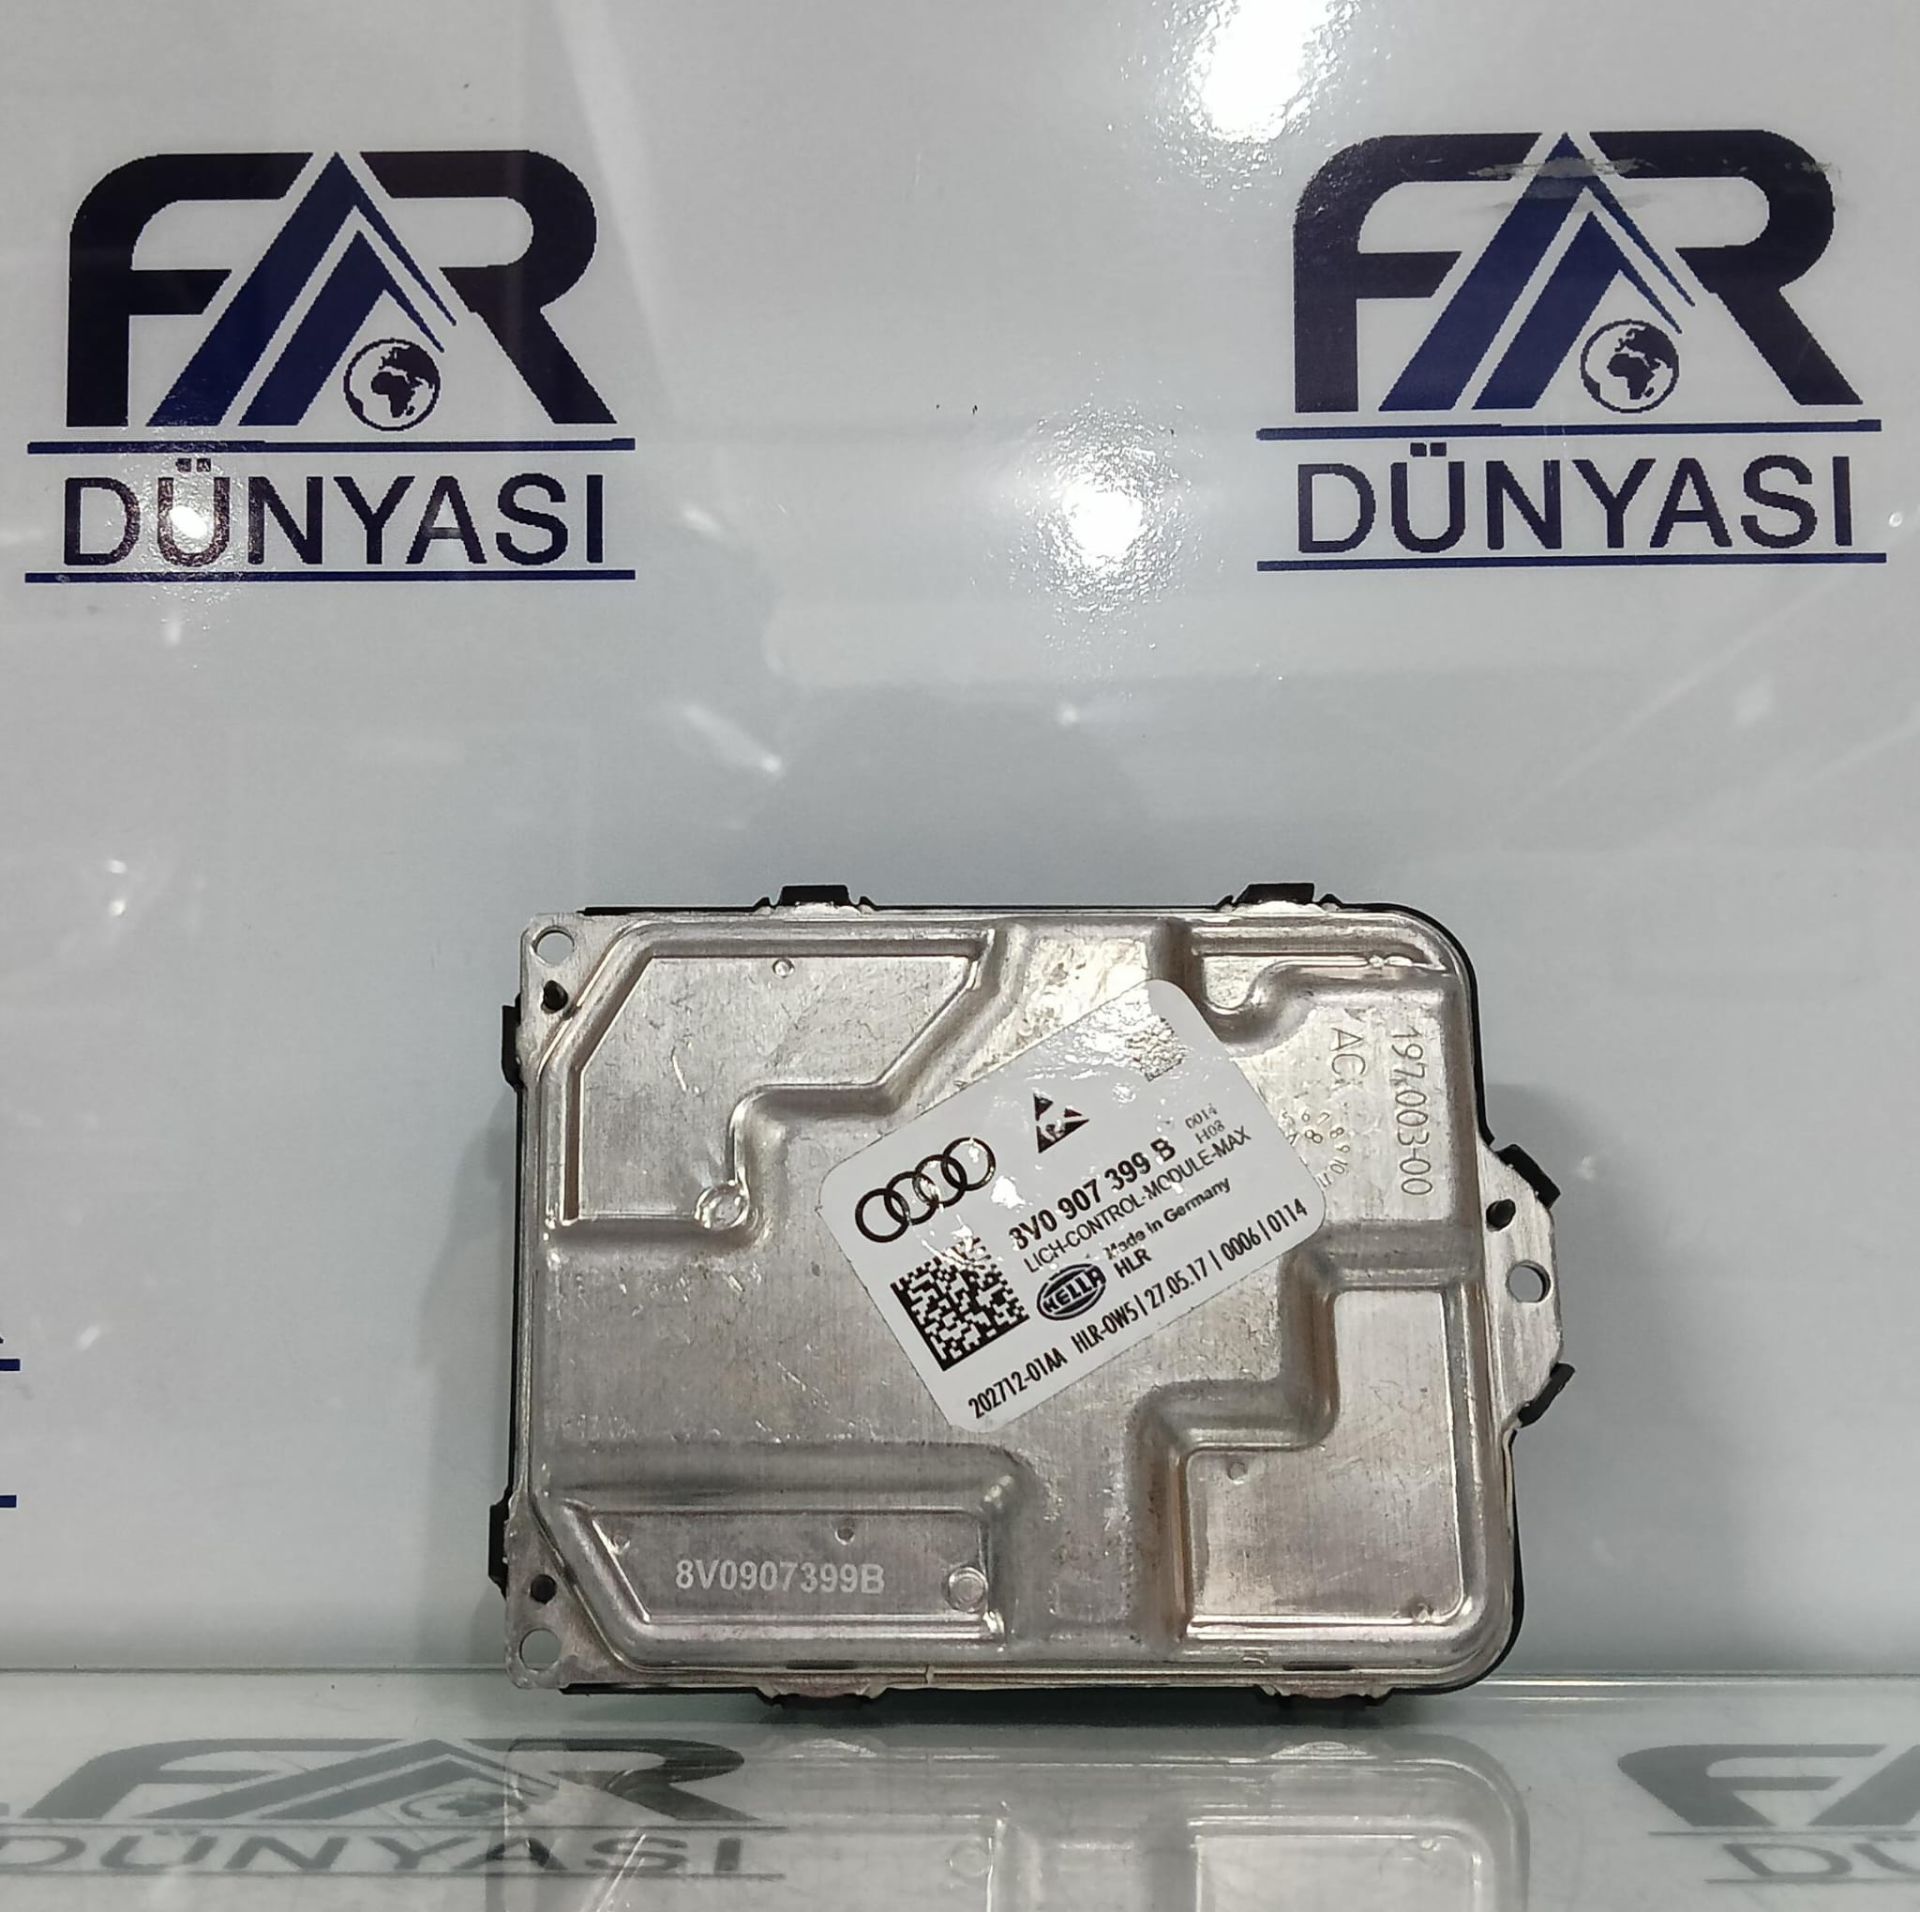 FAR
DÜNYASI
FAR
DÜNYASI
197.003-00
AC
8V0 907 399 B
0014
H08
LICH-CONTROL-MODULE-MAX
Made in Germany
HELLA
HLR
202712-01AA HLR-0W5|27.05.17|0006|0114
8V0907399B
FAR
DÜNYASI